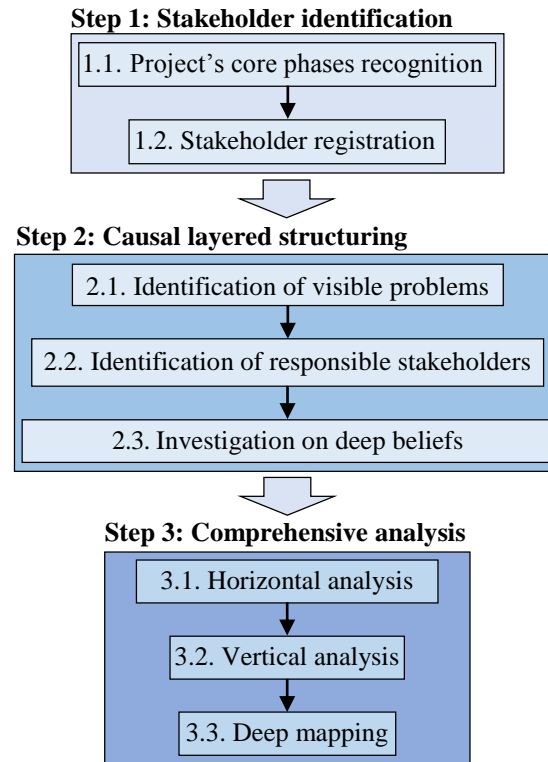 Step 1: Stakeholder identification
1.1. Project's core phases recognition
1.2. Stakeholder registration
Step 2: Causal layered structuring
2.1. Identification of visible problems
2.2. Identification of responsible stakeholders
2.3. Investigation on deep beliefs
Step 3: Comprehensive analysis
3.1. Horizontal analysis
3.2. Vertical analysis
3.3. Deep mapping